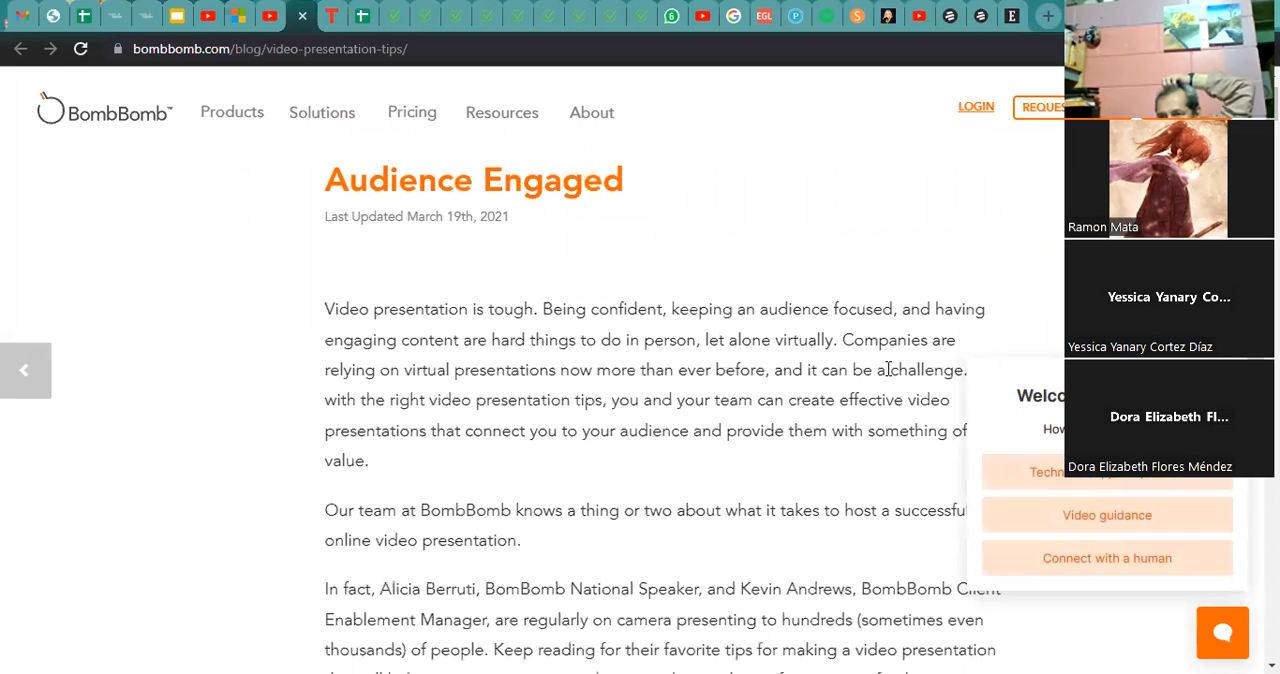 6
EGL
P
S
E
bombbomb.com/blog/video-presentation-tips/
BombBomb™
Products
Solutions
Pricing
Resources
About
LOGIN
REQUES
Audience Engaged
Last Updated March 19th, 2021
Video presentation is tough. Being confident, keeping an audience focused, and having
engaging content are hard things to do in person, let alone virtually. Companies are
relying on virtual presentations now more than ever before, and it can be a challenge.
with the right video presentation tips, you and your team can create effective video
presentations that connect you to your audience and provide them with something of
value.
Our team at BombBomb knows a thing or two about what it takes to host a successful
online video presentation.
In fact, Alicia Berruti, BomBomb National Speaker, and Kevin Andrews, BombBomb Client
Enablement Manager, are regularly on camera presenting to hundreds (sometimes even
thousands) of people. Keep reading for their favorite tips for making a video presentation
Ramon Mata
Yessica Yanary Co...
Yessica Yanary Cortez Díaz
Dora Elizabeth Fl...
Dora Elizabeth Flores Méndez
Welco
How
Techn
Video guidance
Connect with a human